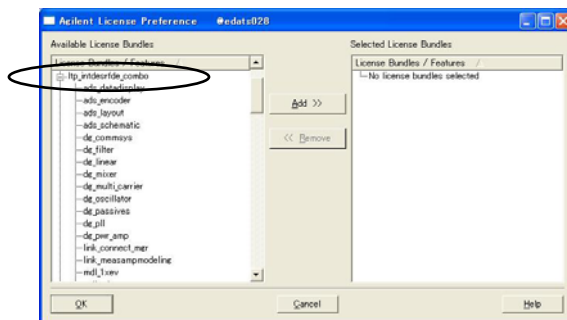 Agilent License Preference @edats028
Available License Bundles
Selected License Bundles
License Bundles / Features /
License Bundles / Features /
ltp_intdesrfde_combo
No license bundles selected
ads_datadisplay
ads_encoder
ads_layout
ads_schematic
de_commsys
de_filter
de_linear
de_mixer
de_multi_carrier
de_oscillator
de_passives
de_pll
de_pwr_amp
link_connect_mgr
link_measampmodeling
mdl_1xev
Add >>
<< Remove
OK
Cancel
Help